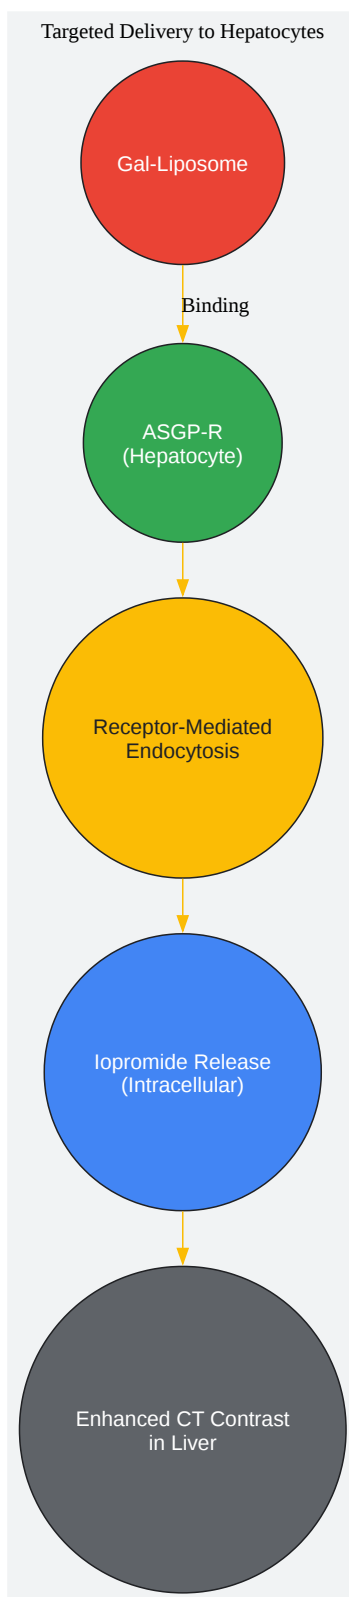 Targeted Delivery to Hepatocytes
Gal-Liposome
Binding
ASGP-R
(Hepatocyte)
Receptor-Mediated
Endocytosis
Iopromide Release
(Intracellular)
Enhanced CT Contrast
in Liver